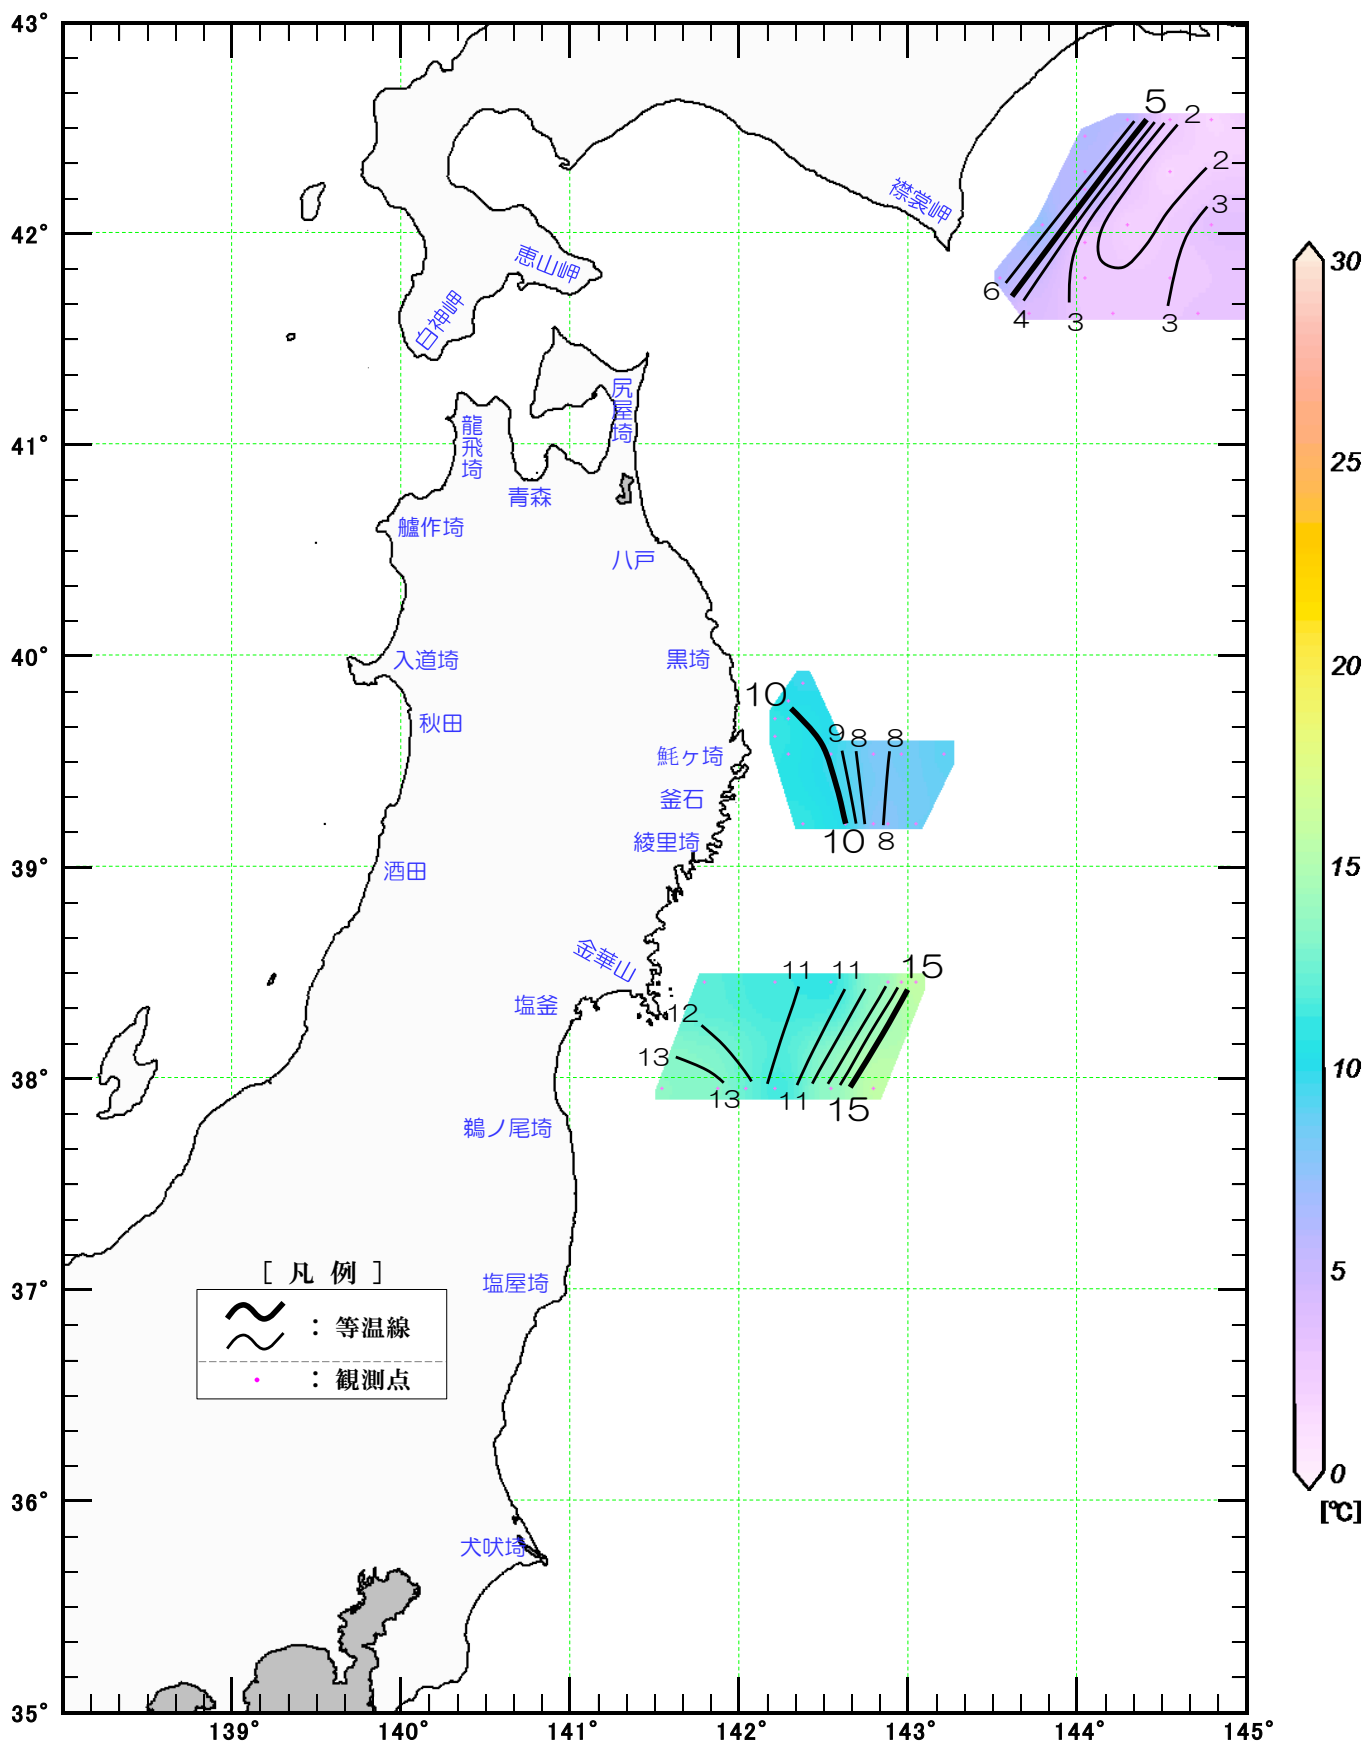 43°
42°
41°
40°
39°
38°
37°
36°
35°
139°
140°
141°
142°
143°
144°
145°
襟裳岬
恵山岬
白神岬
尻屋埼
龍飛埼
青森
艫作埼
八戸
入道埼
黒埼
秋田
魹ヶ埼
釜石
綾里埼
酒田
金華山
塩釜
鵜ノ尾埼
塩屋埼
犬吠埼
5
2
2
3
6
4
3
3
10
9
8
8
10
8
11
11
15
12
13
13
11
15
[ 凡 例 ]
: 等温線
: 観測点
30
25
20
15
10
5
0
[℃]